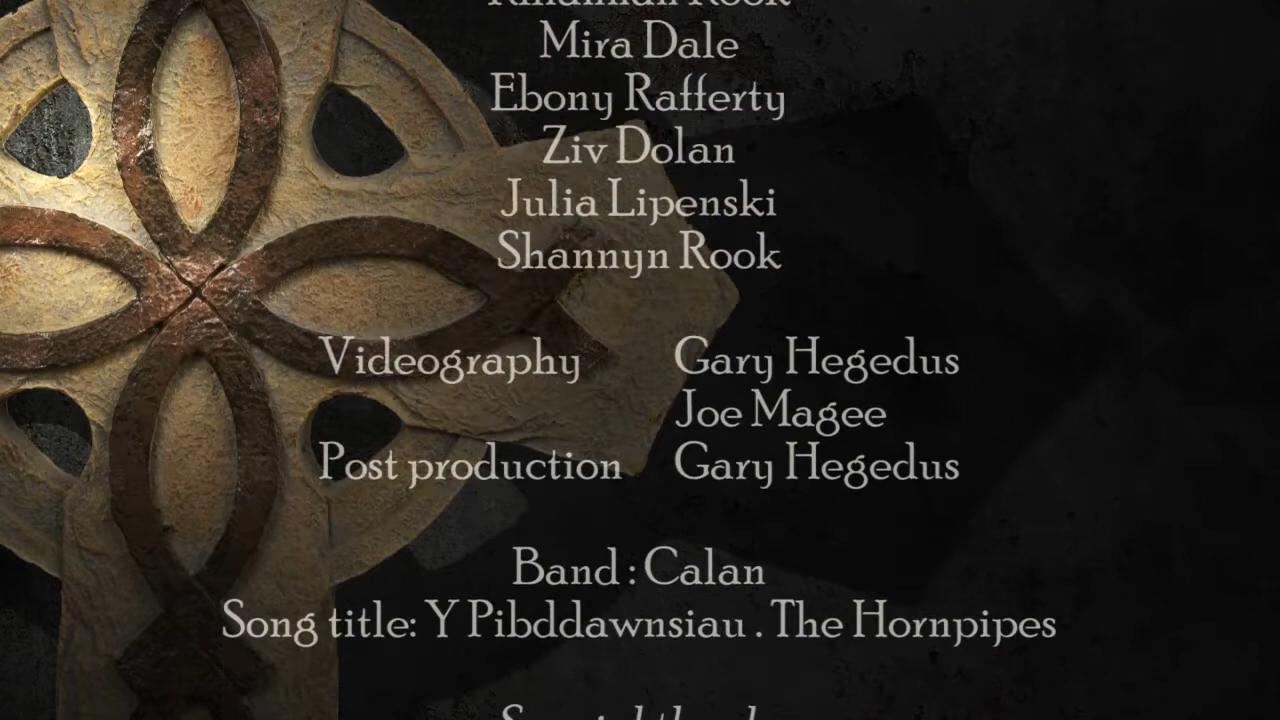 Rook
Mira Dale
Ebony Rafferty
Ziv Dolan
Julia Lipenski
Shannyn Rook
Videography Gary Hegedus
Joe Magee
Post production Gary Hegedus
Band : Calan
Song title: Y Pibddawnsiau . The Hornpipes